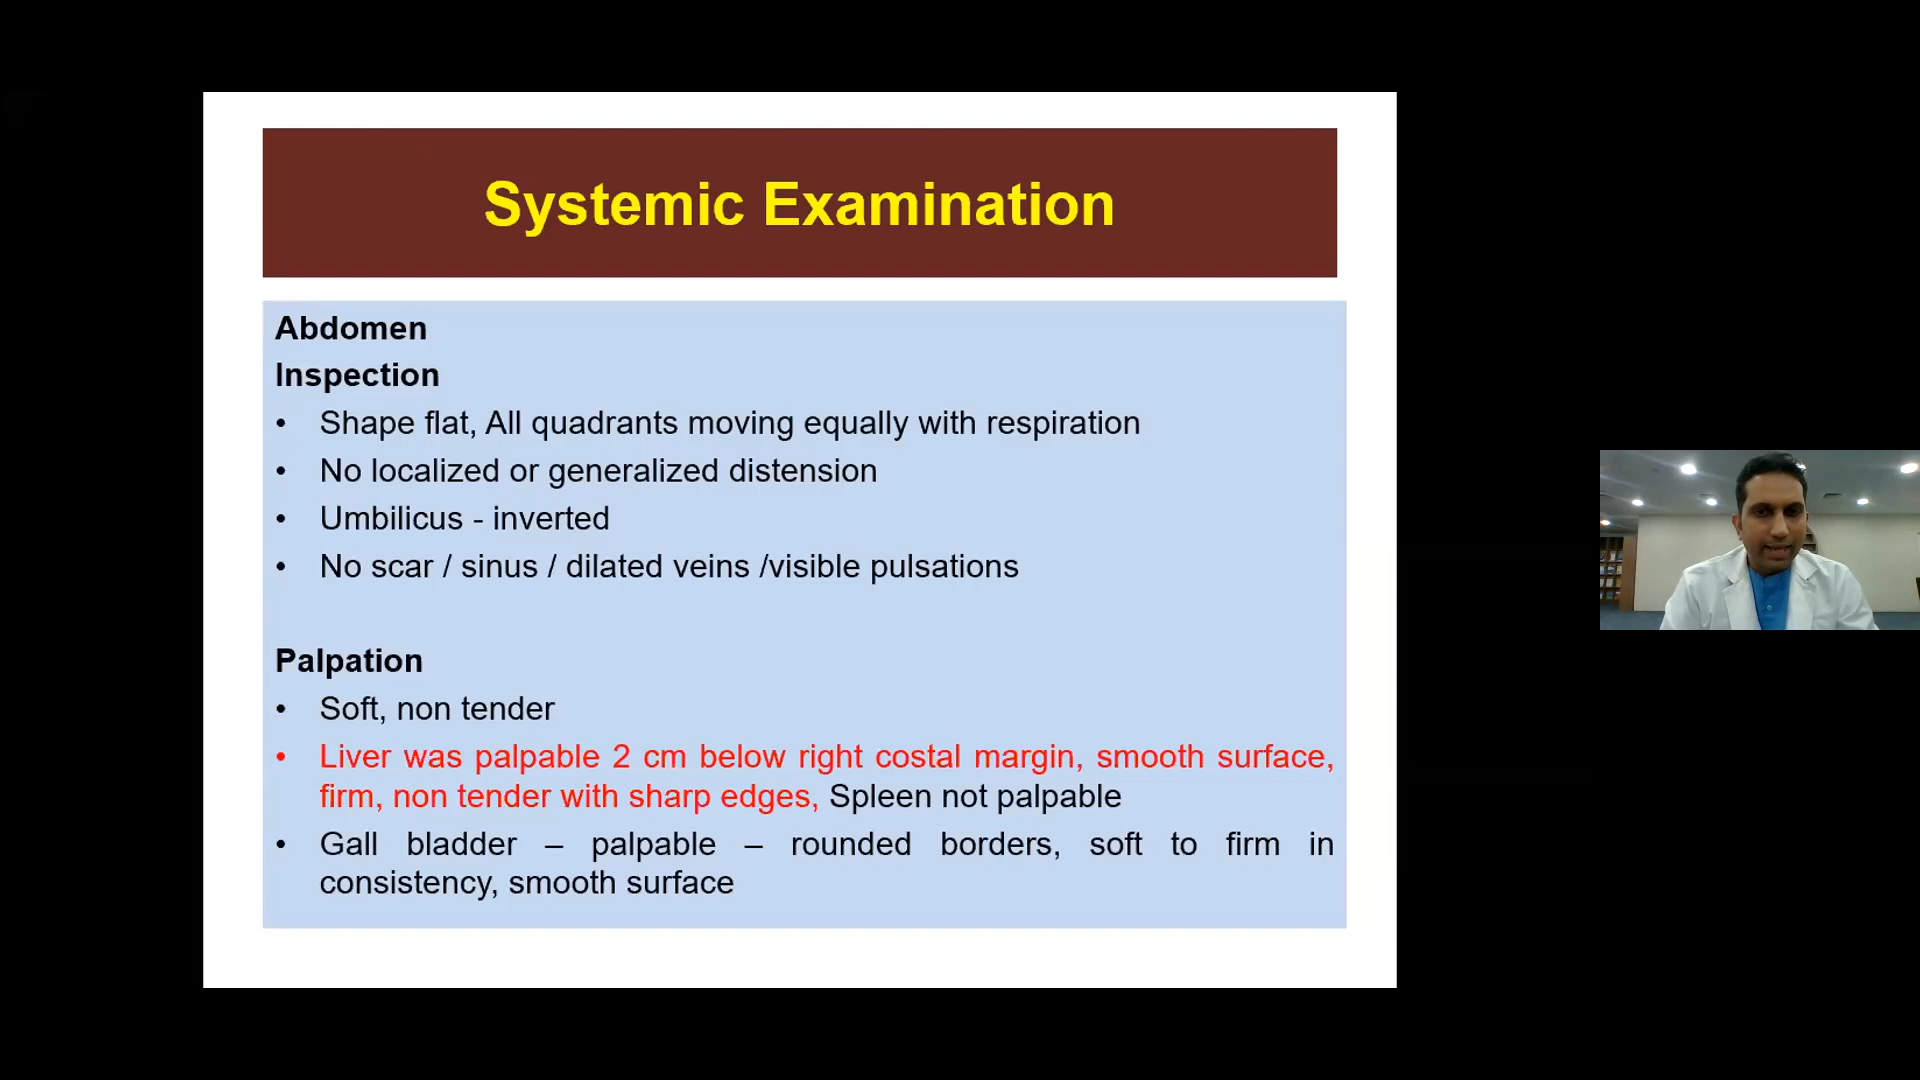 Systemic Examination
Abdomen
Inspection
• Shape flat, All quadrants moving equally with respiration
• No localized or generalized distension
• Umbilicus - inverted
• No scar / sinus / dilated veins /visible pulsations
Palpation
• Soft, non tender
• Liver was palpable 2 cm below right costal margin, smooth surface,
firm, non tender with sharp edges, Spleen not palpable
• Gall bladder – palpable – rounded borders, soft to firm in
consistency, smooth surface